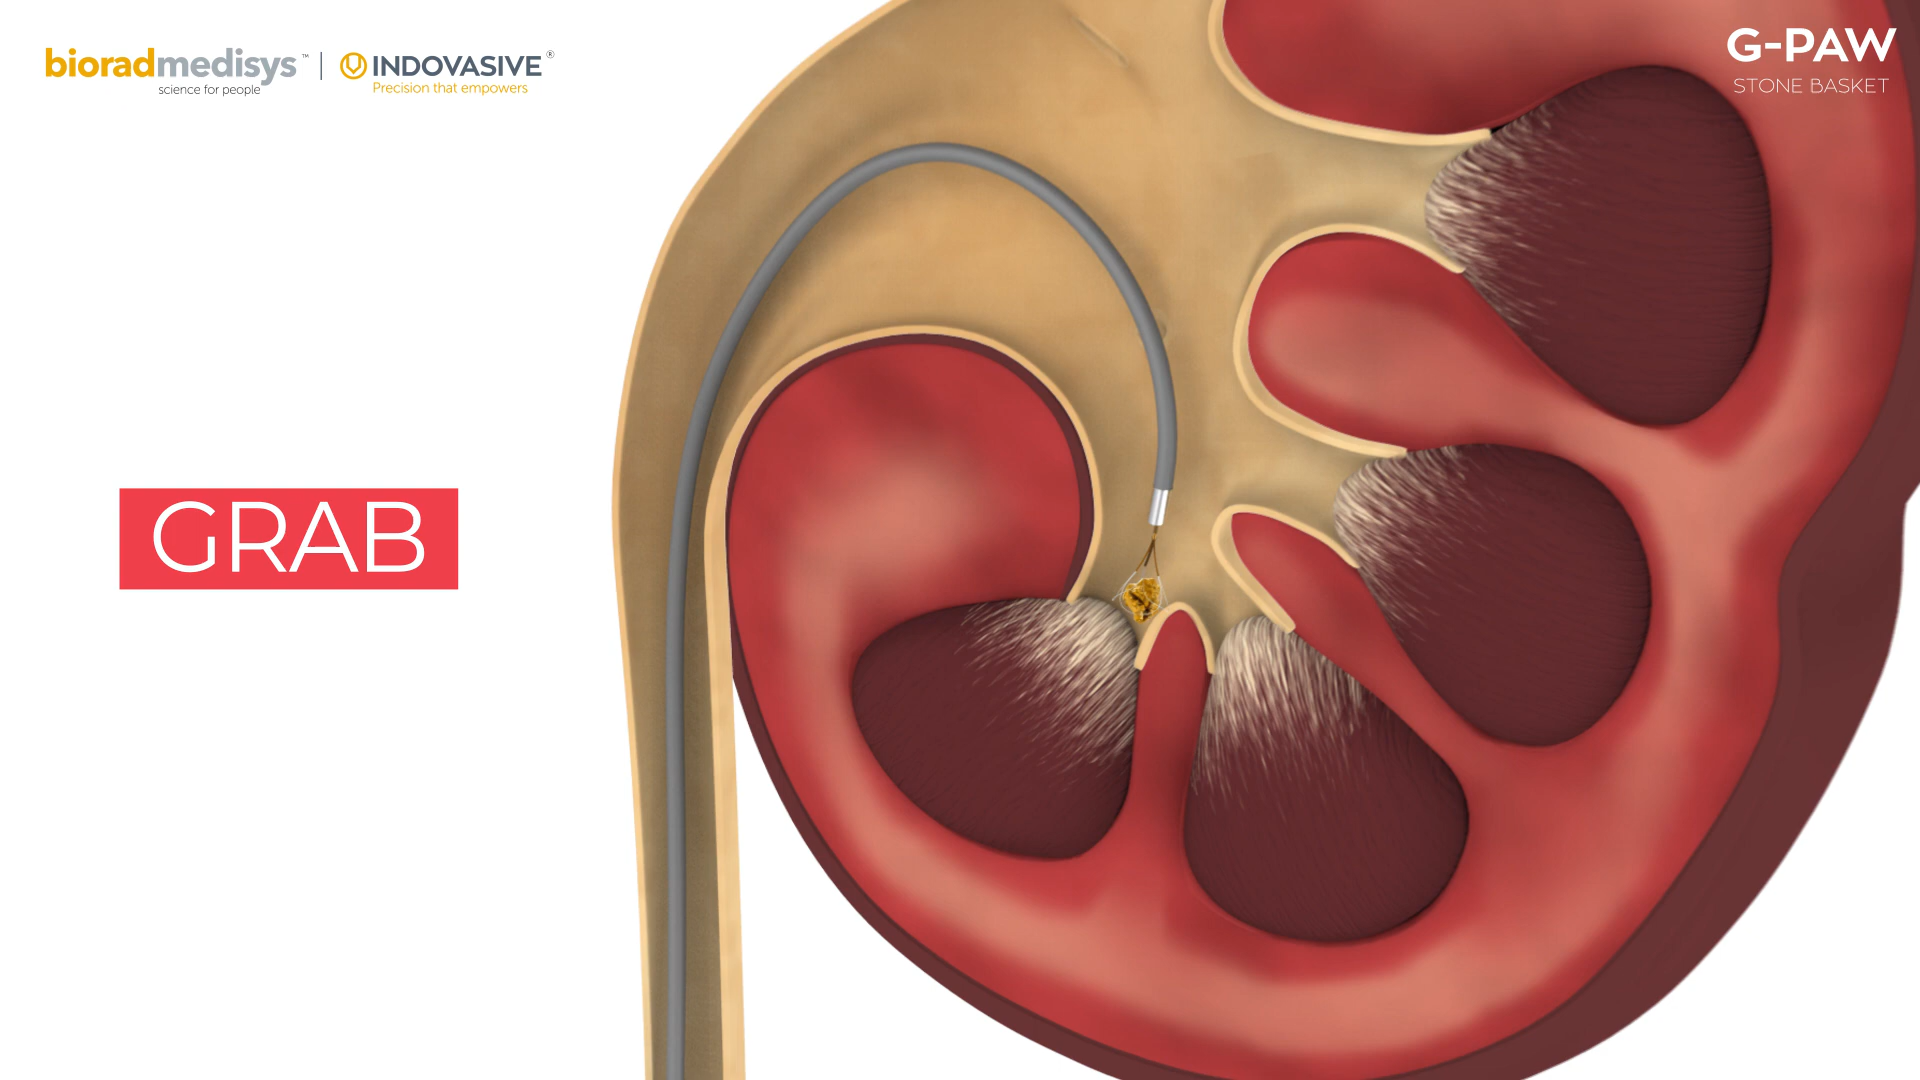 bioradmedisys™ | INDOVASIVE®
science for people
Precision that empowers
G-PAW
STONE BASKET
GRAB